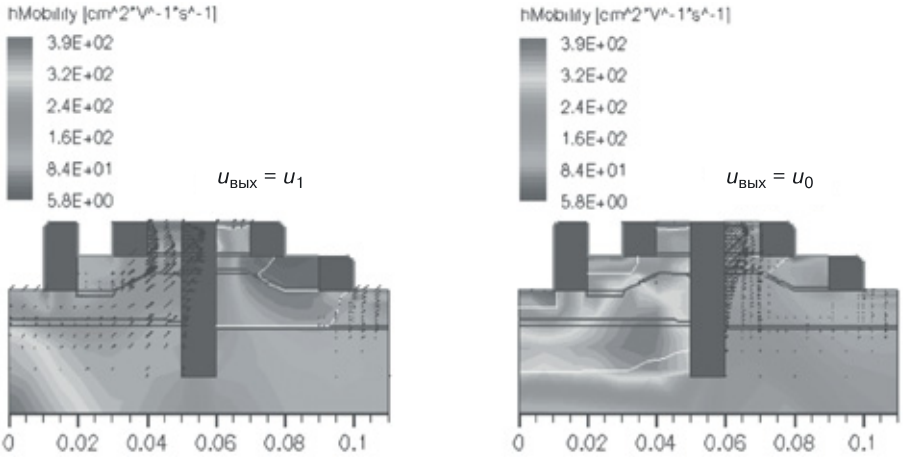 hMobility [cm^2*V^-1*s^-1]
3.9E+02
3.2E+02
2.4E+02
1.6E+02
8.4E+01
5.8E+00
uвых = u1
0 0.02 0.04 0.06 0.08 0.1
hMobility [cm^2*V^-1*s^-1]
3.9E+02
3.2E+02
2.4E+02
1.6E+02
8.4E+01
5.8E+00
uвых = u0
0 0.02 0.04 0.06 0.08 0.1